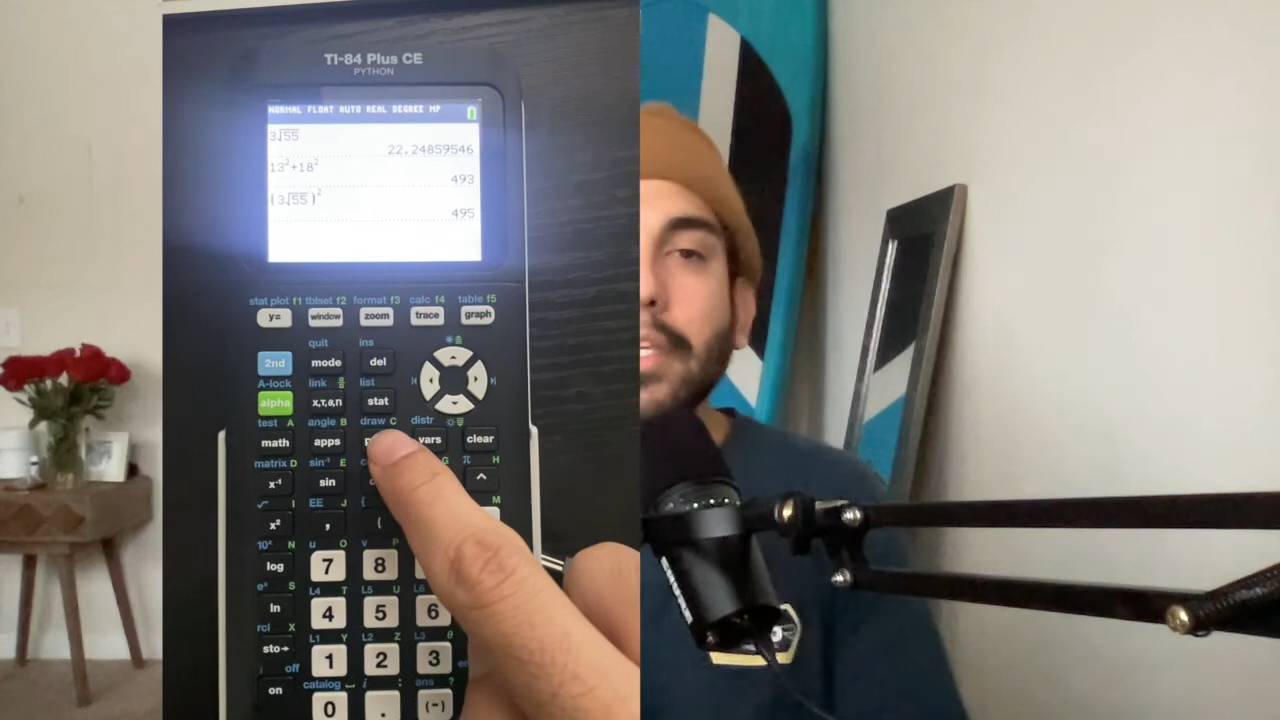 TI-84 Plus CE
PYTHON
NORMAL FLOAT AUTO REAL DEGREE MP
3√55
22.24859546
13²+18²
493
(3√55)²
495
stat plot f1 tblset f2 format f3 calc f4 table f5
y= window zoom trace graph
quit ins
2nd mode del
A-lock link list
alpha X,T,θ,n stat
test A angle B draw C distr
math apps vars clear
matrix D sin⁻¹ E G π H
x⁻¹ sin ^
√ I EE J { M
x² , (
10ˣ N u O v P
log 7 8
eˣ S L4 T L5 U L6
ln 4 5 6
rcl X L1 Y L2 Z L3 θ
sto→ 1 2 3
off catalog : ans ?
on 0 . (-)